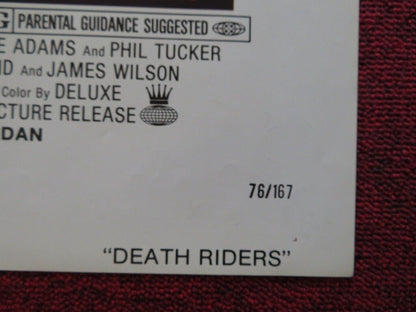 G PARENTAL GUIDANCE SUGGESTED
E ADAMS And PHIL TUCKER
ID And JAMES WILSON
Color By DELUXE
CTURE RELEASE
DAN
76/167
"DEATH RIDERS"